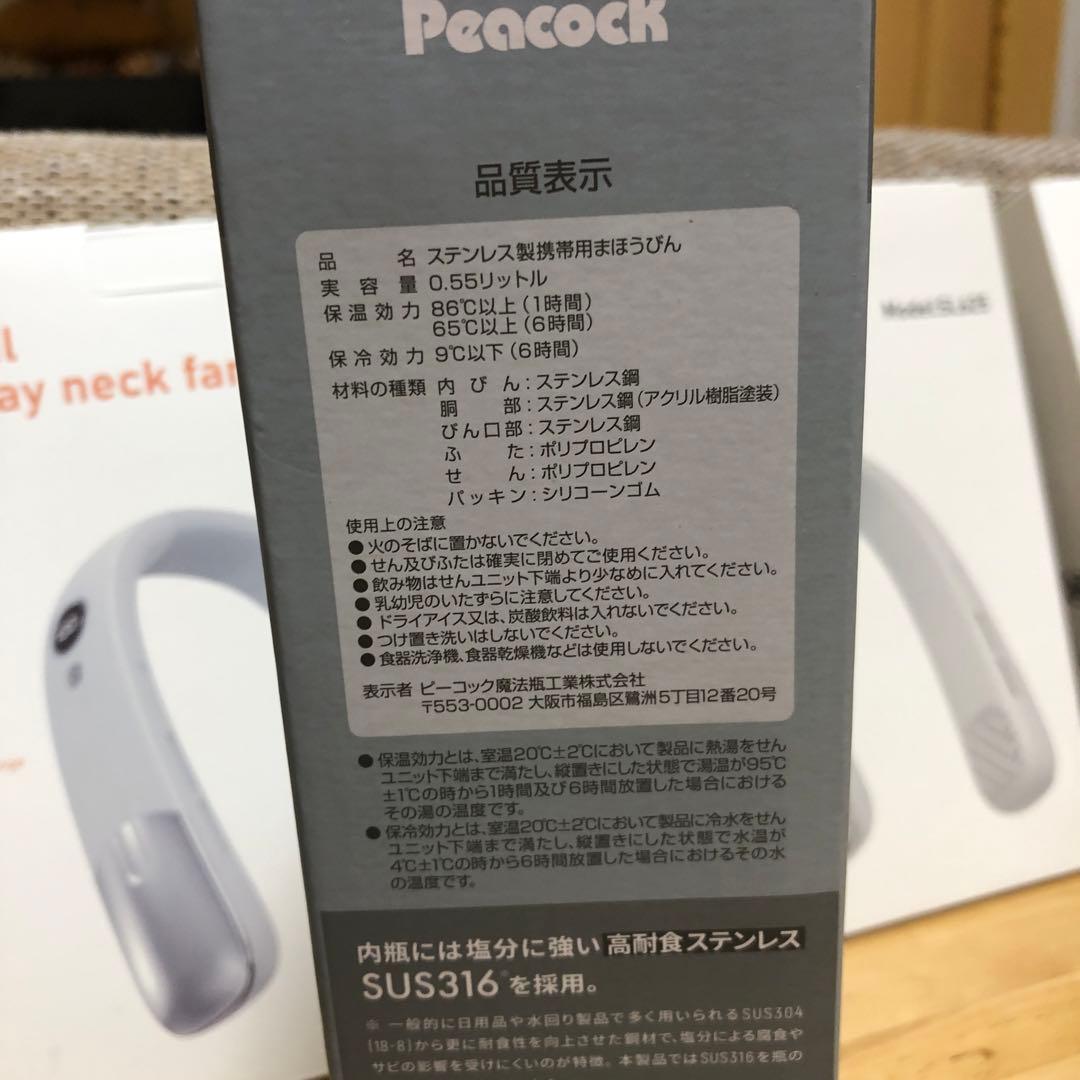 Peacock
品質表示
品名 ステンレス製携帯用まほうびん
実容量 0.55リットル
保温効力 86℃以上(1時間)
65℃以上(6時間)
保冷効力 9℃以下(6時間)
材料の種類 内びん:ステンレス鋼
胴部:ステンレス鋼(アクリル樹脂塗装)
びん口部:ステンレス鋼
ふた:ポリプロピレン
せん:ポリプロピレン
パッキン:シリコーンゴム
使用上の注意
●火のそばに置かないでください。
●せん及びふたは確実に閉めてご使用ください。
●飲み物はせんユニット下端より少なめに入れてください。
●乳幼児のいたずらに注意してください。
●ドライアイス又は、炭酸飲料は入れないでください。
●つけ置き洗いはしないでください。
●食器洗浄機、食器乾燥機などは使用しないでください。
表示者 ピーコック魔法瓶工業株式会社
〒553-0002 大阪市福島区鷺洲5丁目12番20号
●保温効力とは、室温20℃±2℃において製品に熱湯をせん
ユニット下端まで満たし、縦置きにした状態で湯温が95℃
±1℃の時から1時間及び6時間放置した場合における
その湯の温度です。
●保冷効力とは、室温20℃±2℃において製品に冷水をせん
ユニット下端まで満たし、縦置きにした状態で水温が
4℃±1℃の時から6時間放置した場合におけるその水
の温度です。
内瓶には塩分に強い 高耐食ステンレス
SUS316※を採用。
※ 一般的に日用品や水回り製品で多く用いられるSUS304
(18-8)から更に耐食性を向上させた鋼材で、塩分による腐食や
サビの影響を受けにくいのが特徴。本製品ではSUS316を瓶の
l
ay neck fan